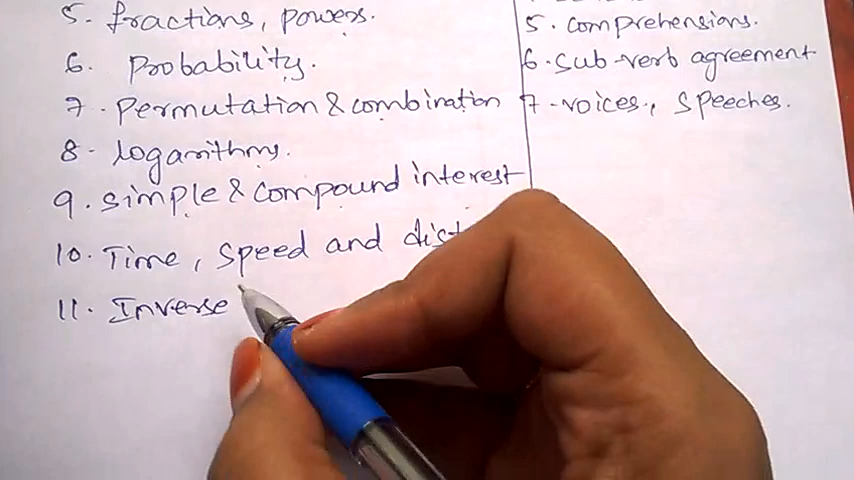 5. fractions, powers.
6. Probability.
7. Permutation & combination
8. logarithms.
9. simple & compound interest
10. Time, speed and dist
11. Inverse
5. comprehensions.
6. sub-verb agreement
7. voices, speeches.